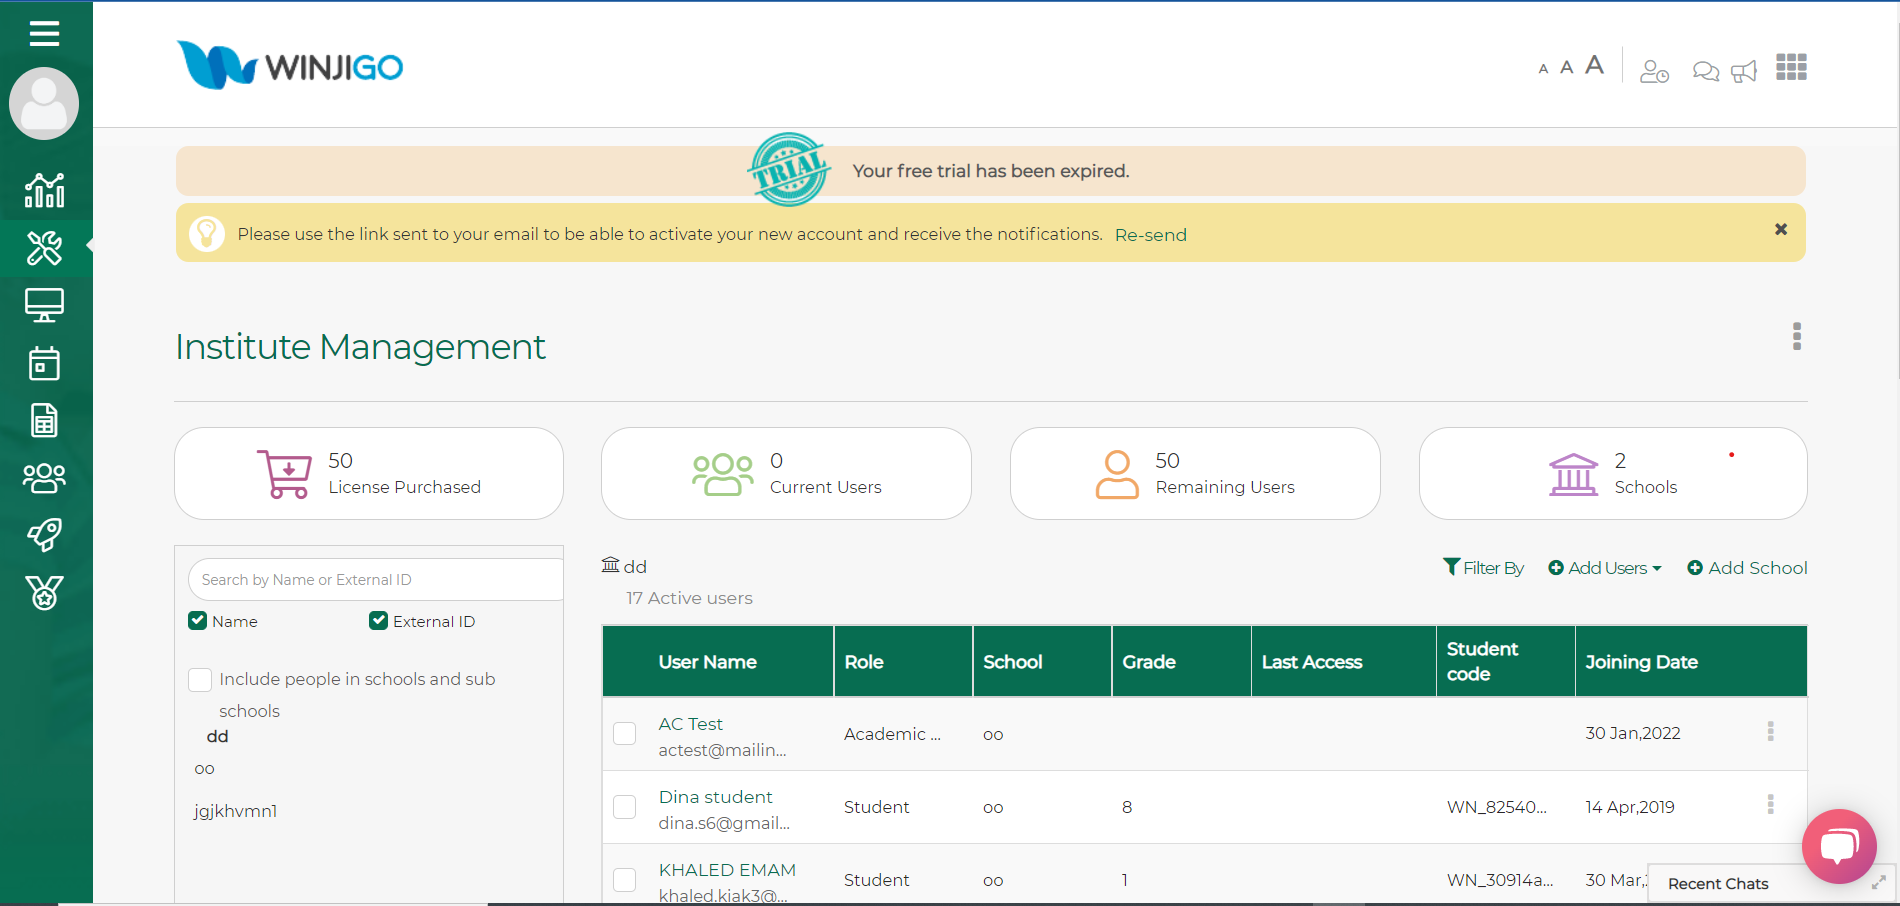 WINJIGO
A A A
TRIAL
Your free trial has been expired.
Please use the link sent to your email to be able to activate your new account and receive the notifications. Re-send
Institute Management
50
License Purchased
0
Current Users
50
Remaining Users
2
Schools
Search by Name or External ID
Name External ID
Include people in schools and sub
schools
dd
oo
jgjkhvmn1
dd
17 Active users
Filter By Add Users Add School
User Name Role School Grade Last Access Student code Joining Date
AC Test
actest@mailin...
Academic ... oo 30 Jan,2022
Dina student
dina.s6@gmail...
Student oo 8 WN_82540... 14 Apr,2019
KHALED EMAM
khaled.kiak3@...
Student oo 1 WN_30914a... 30 Mar,
Recent Chats